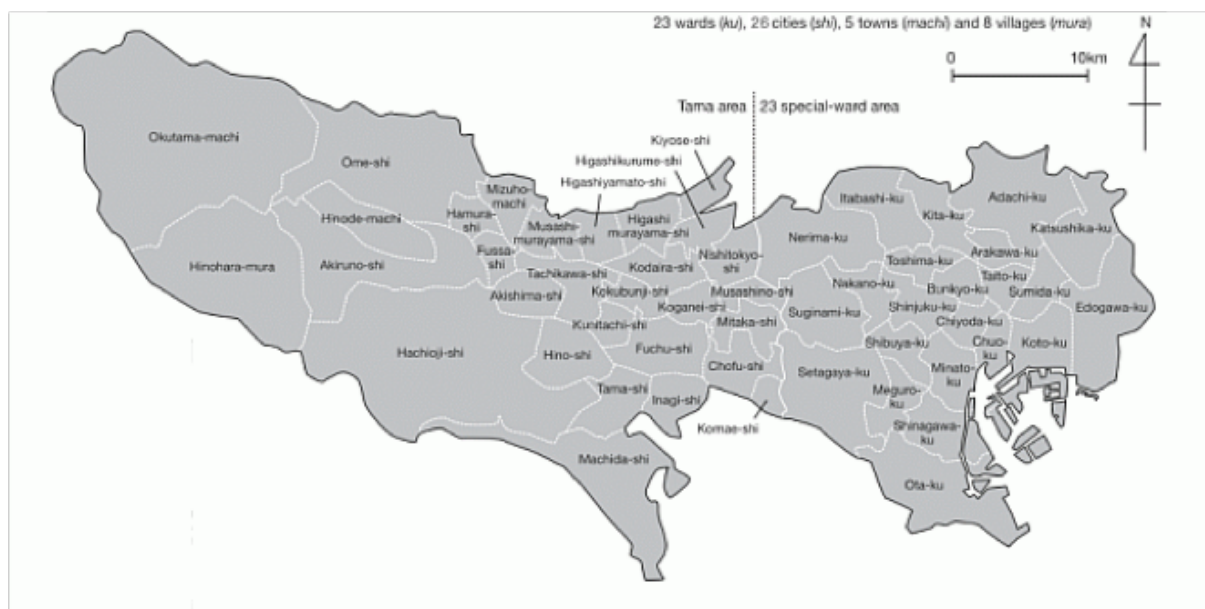 23 wards (ku), 26 cities (shi), 5 towns (machi) and 8 villages (mura)
N
0 10km
Tama area 23 special-ward area
Kiyose-shi
Higashikurume-shi
Higashiyamato-shi
Okutama-machi
Ome-shi
Mizuho-
machi
Hamura-
shi
Hinode-machi
Musashi-
murayama-shi
Higashi
murayama-shi
Fussa-
shi
Hinohara-mura
Akiruno-shi
Tachikawa-shi
Kodaira-shi
Nishitokyo-
shi
Akishima-shi
Kokubunji-shi
Musashino-shi
Koganei-shi
Kunitachi-shi
Mitaka-shi
Hachioji-shi
Hino-shi
Fuchu-shi
Chofu-shi
Tama-shi
Inagi-shi
Komae-shi
Machida-shi
Itabashi-ku
Kita-ku
Adachi-ku
Katsushika-ku
Nerima-ku
Arakawa-ku
Toshima-ku
Taito-ku
Nakano-ku
Bunkyo-ku
Sumida-ku
Edogawa-ku
Suginami-ku
Shinjuku-ku
Chiyoda-ku
Shibuya-ku
Chuo-
ku
Koto-ku
Setagaya-ku
Minato-
ku
Meguro-
ku
Shinagawa-
ku
Ota-ku